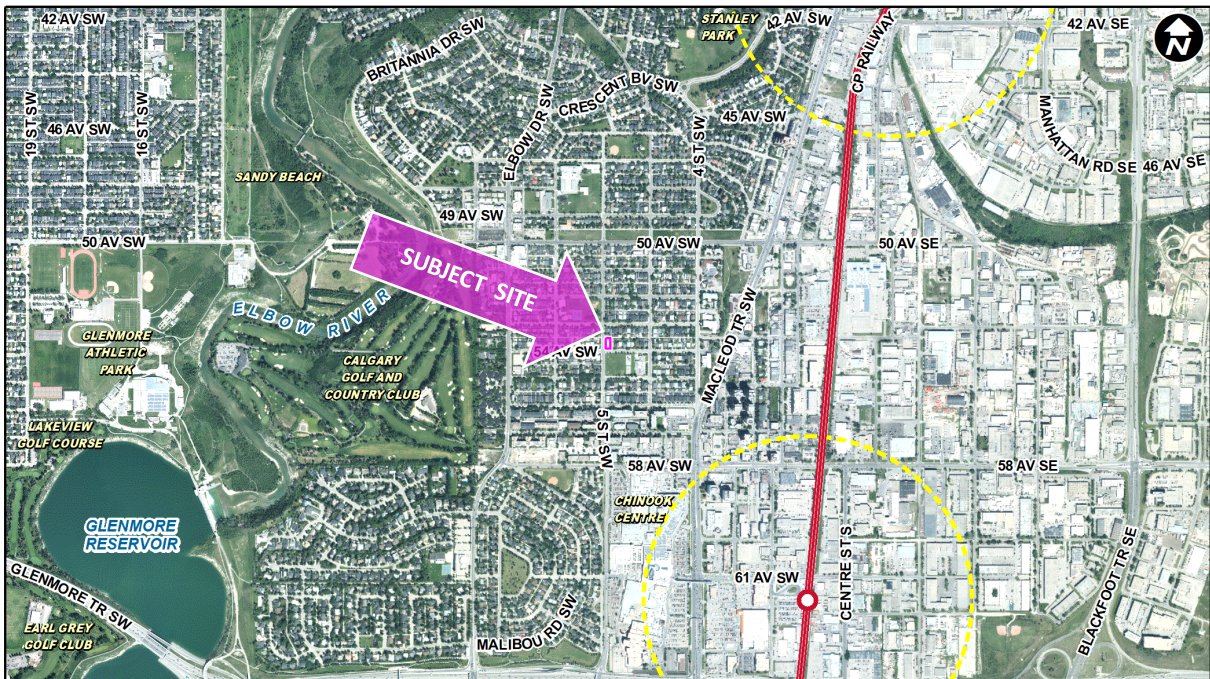 42 AV SW
STANLEY
PARK
42 AV SW
CP RAILWAY
42 AV SE
N
BRITANNIA DR SW
CRESCENT BV SW
ELBOW DR SW
19 ST SW
46 AV SW
16 ST SW
45 AV SW
4 ST SW
MANHATTAN RD SE
46 AV SE
SANDY BEACH
49 AV SW
50 AV SW
50 AV SW
50 AV SE
SUBJECT SITE
ELBOW RIVER
GLENMORE
ATHLETIC
PARK
54 AV SW
CALGARY
GOLF AND
COUNTRY CLUB
MACLEOD TR SW
LAKEVIEW
GOLF COURSE
5 ST SW
58 AV SW
58 AV SE
CHINOOK
CENTRE
GLENMORE
RESERVOIR
GLENMORE TR SW
61 AV SW
CENTRE ST S
BLACKFOOT TR SE
EARL GREY
GOLF CLUB
MALIBOU RD SW